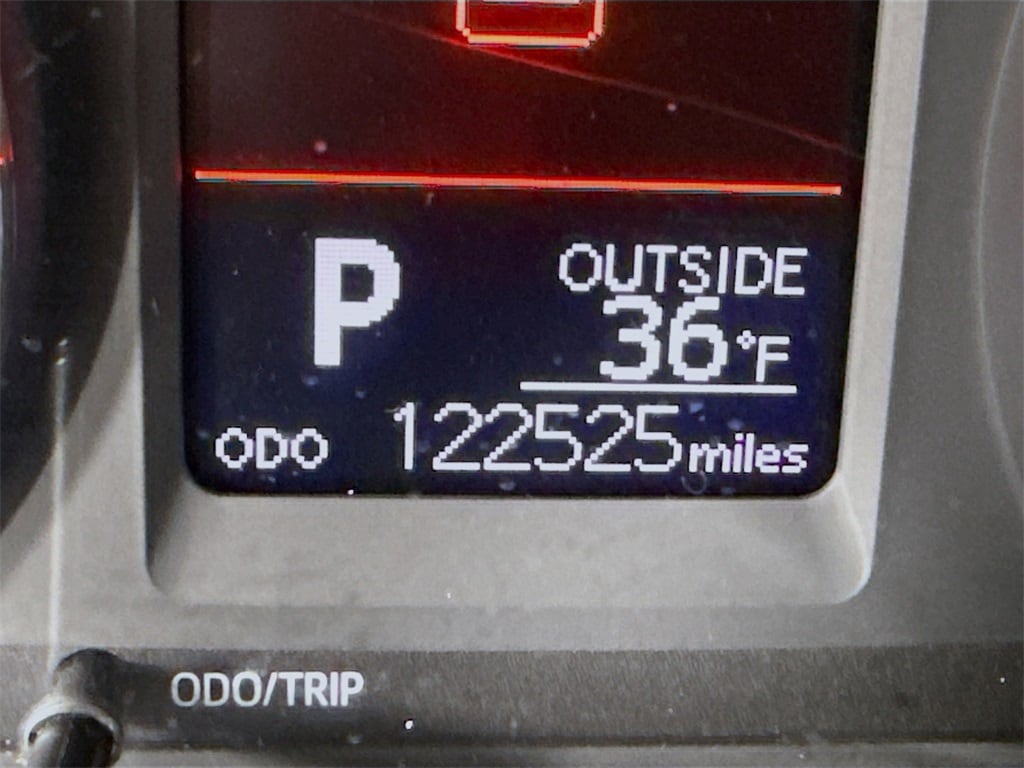 P
OUTSIDE
36°F
ODO 122525 miles
ODO/TRIP